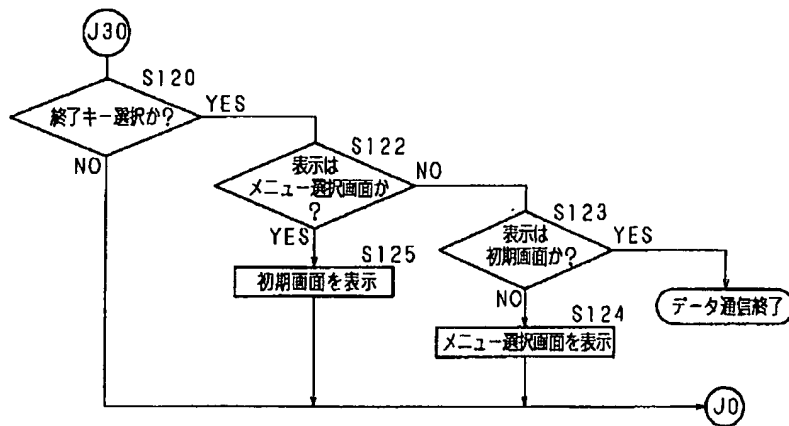 J30
S120
終了キー選択か?
YES
NO
S122
表示は
メニュー選択画面か
?
NO
YES
S123
表示は
初期画面か?
YES
NO
S125
初期画面を表示
データ通信終了
S124
メニュー選択画面を表示
J0